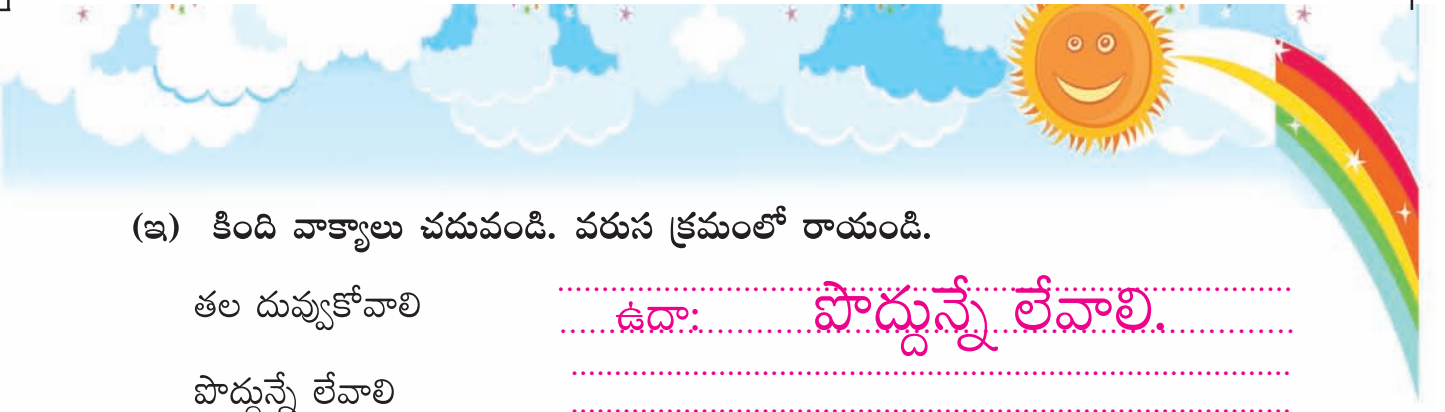 (ఇ) కింది వాక్యాలు చదువండి. వరుస క్రమంలో రాయండి.
తల దువ్వుకోవాలి
ఉదా: పొద్దున్నే లేవాలి.
పొద్దున్నే లేవాలి